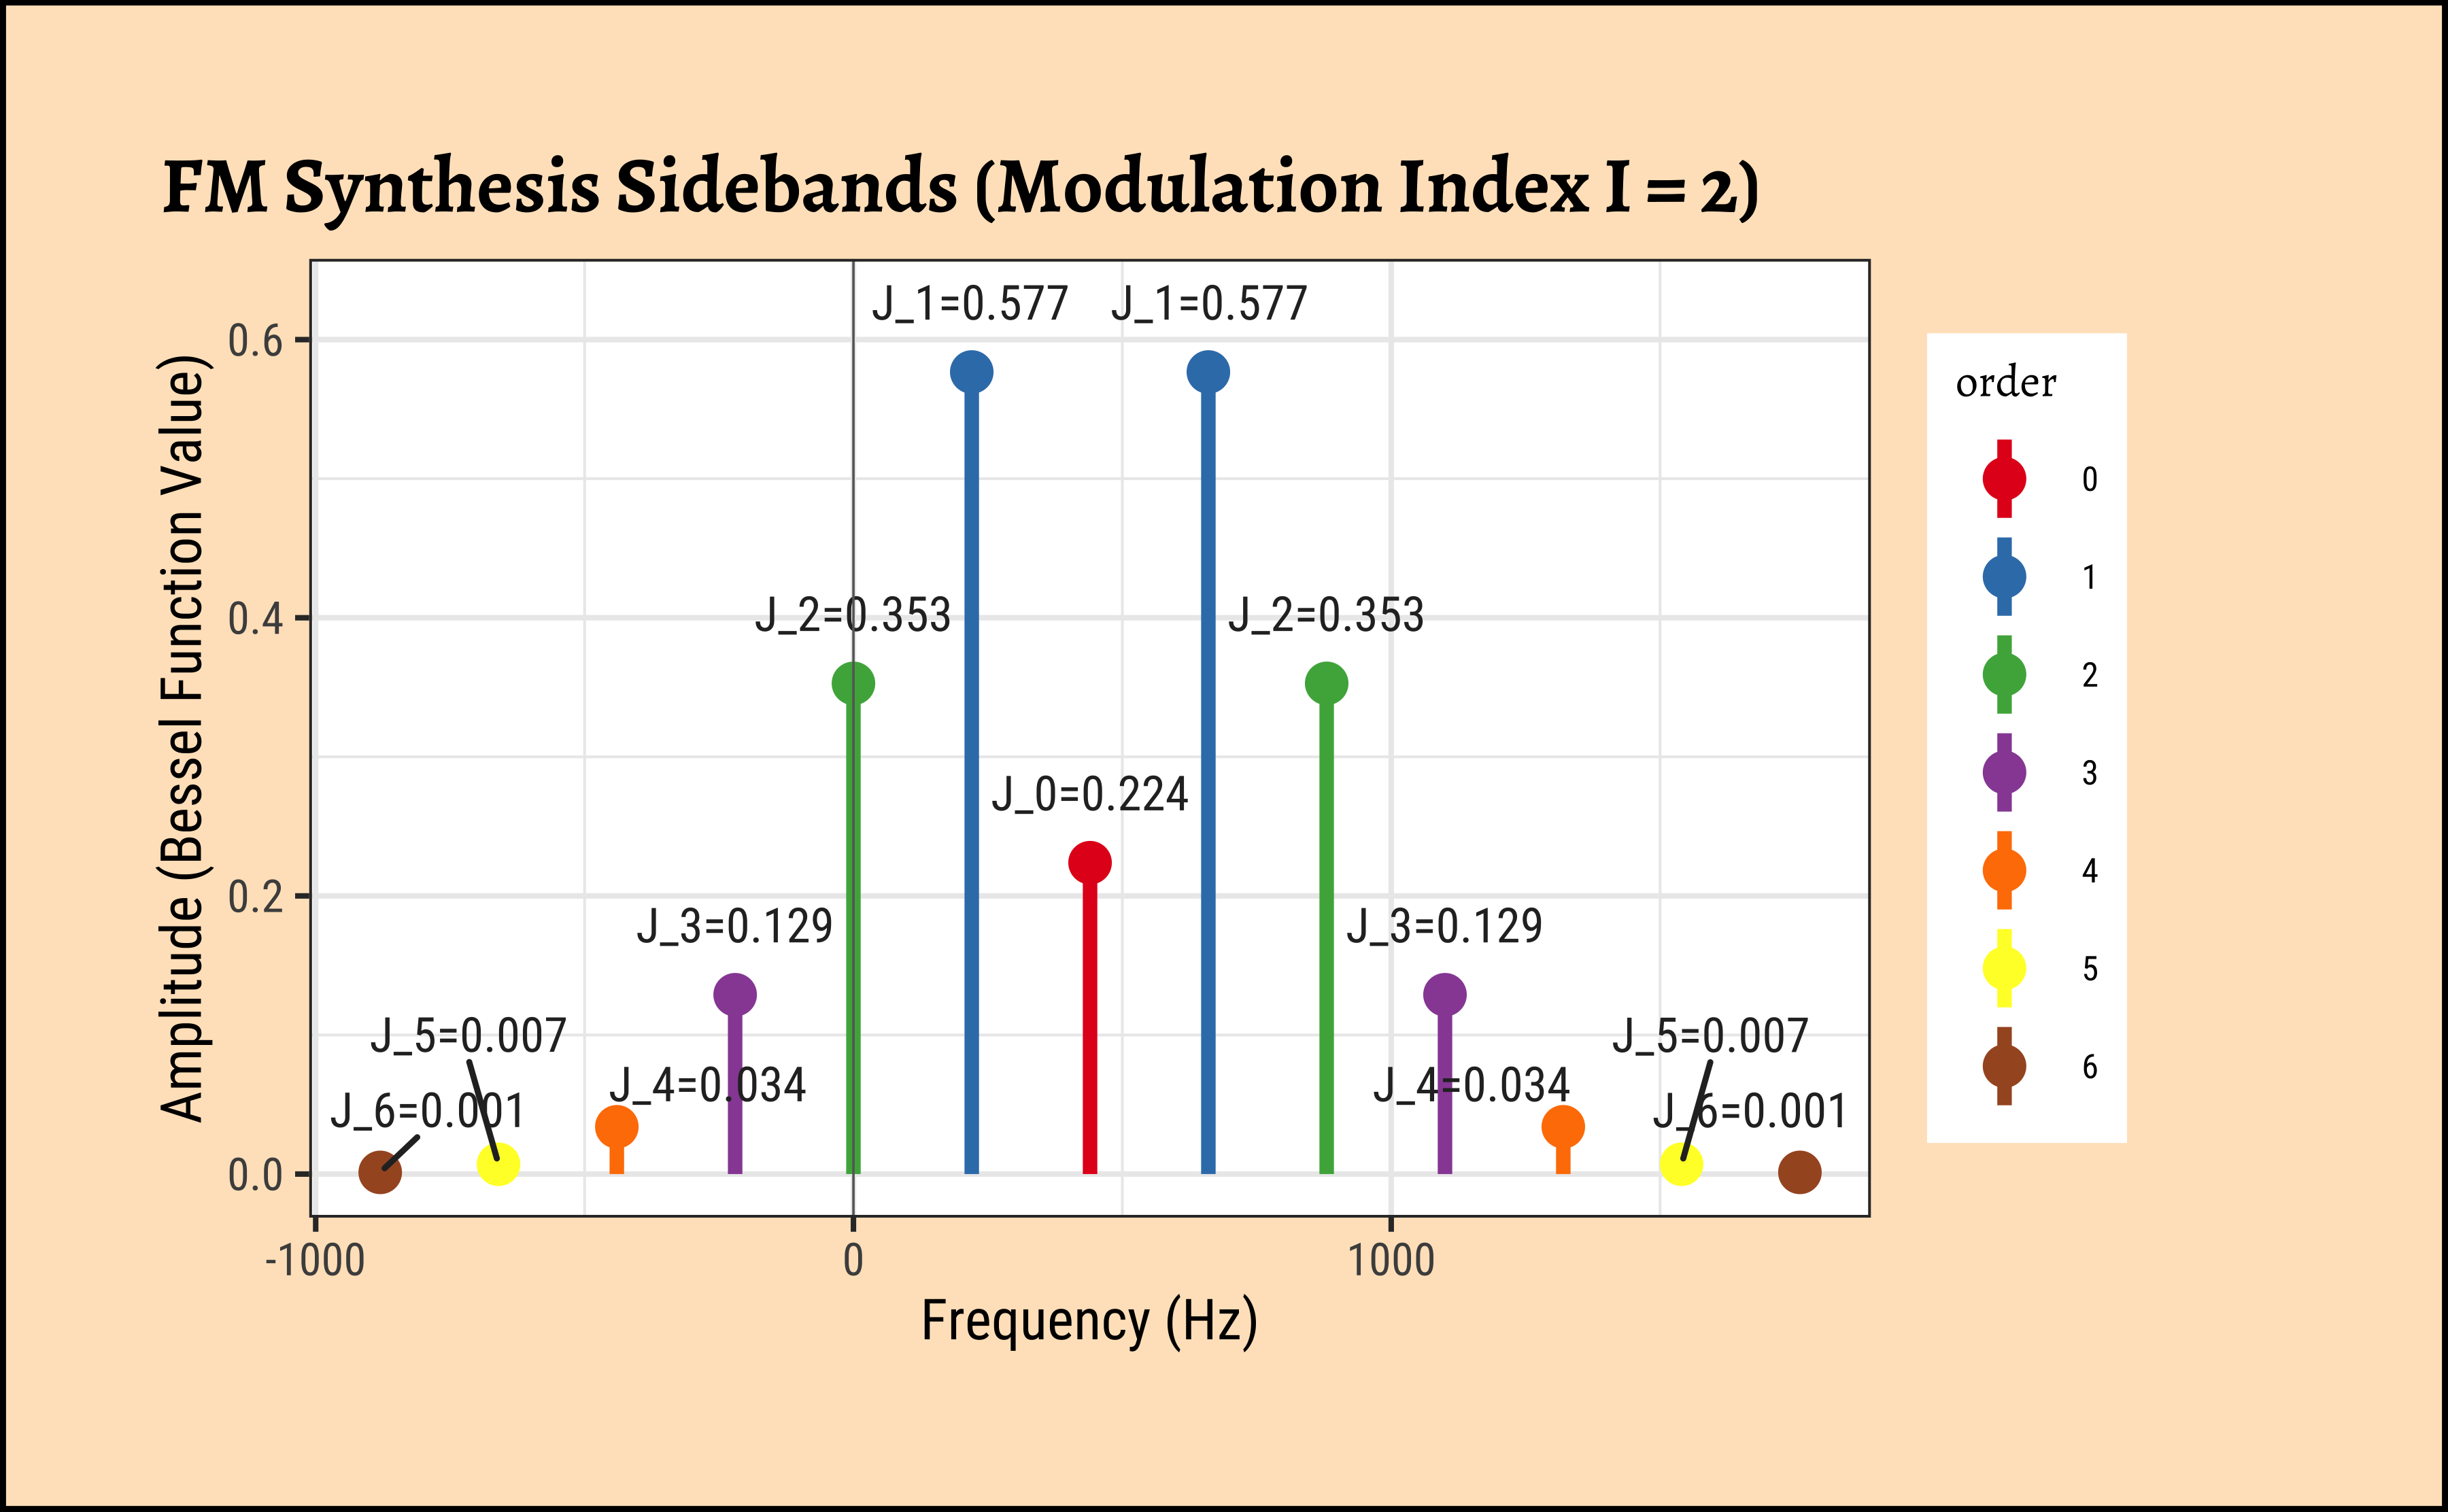 FM Synthesis Sidebands (Modulation Index I = 2)
Amplitude (Bessel Function Value)
0.6
0.4
0.2
0.0
J_1=0.577
J_1=0.577
J_2=0.353
J_2=0.353
J_0=0.224
J_3=0.129
J_3=0.129
J_5=0.007
J_5=0.007
J_4=0.034
J_4=0.034
J_6=0.001
J_6=0.001
-1000
0
1000
Frequency (Hz)
order
0
1
2
3
4
5
6